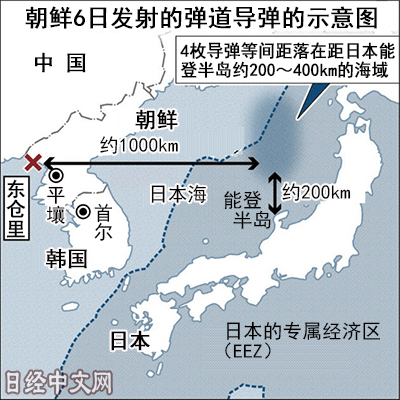 朝鲜6日发射的弹道导弹的示意图
4枚导弹等间距落在距日本能
登半岛约200～400km的海域
中国
朝鲜
约1000km
东仓里
平
壤
首
尔
韩国
日本海
能登
半岛
约200km
日本
日本的专属经济区
（EEZ）
日经中文网